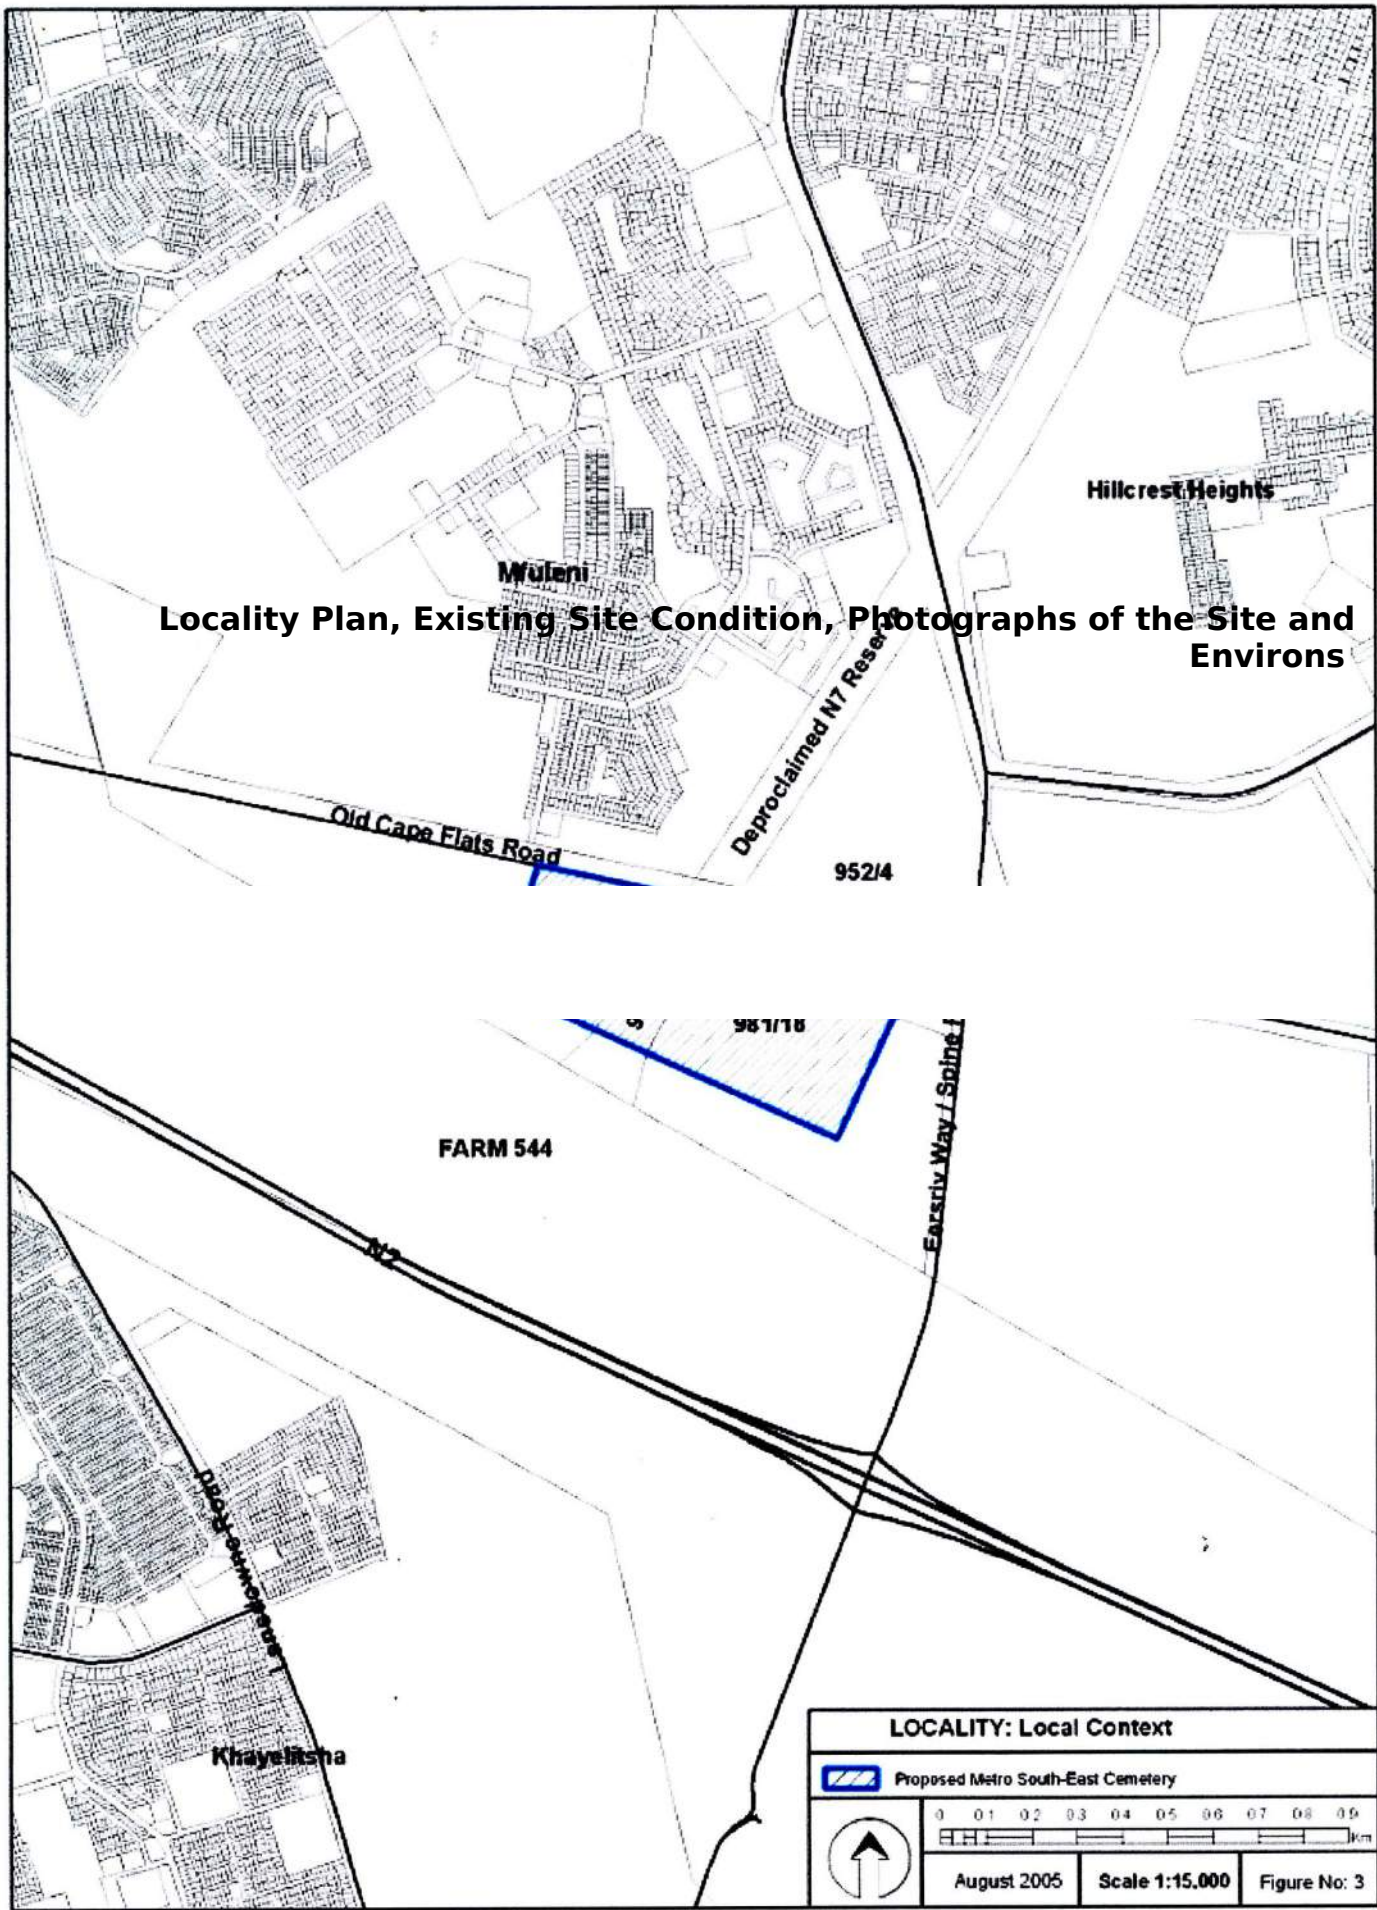 Hillcrest Heights
Mfuleni
Locality Plan, Existing Site Condition, Photographs of the Site and
Environs
Deproclaimed N7 Reserve
Old Cape Flats Road
952/4
981/18
Eersriv Way / Spine
FARM 544
N2
Lansdowne Road
Khayelitsha
LOCALITY: Local Context
Proposed Metro South-East Cemetery
0 0.1 0.2 0.3 0.4 0.5 0.6 0.7 0.8 0.9
Km
August 2005
Scale 1:15.000
Figure No: 3